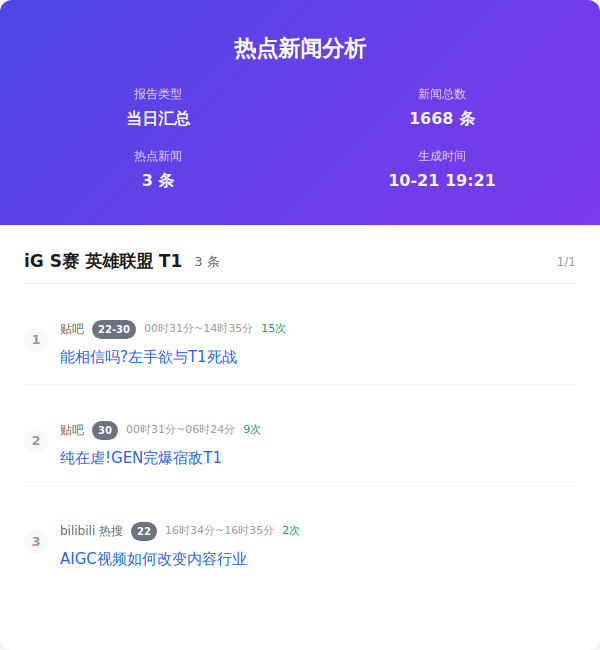 热点新闻分析
报告类型
新闻总数
当日汇总
1668 条
热点新闻
生成时间
3 条
10-21 19:21
iG S赛 英雄联盟 T1 3 条 1/1
1
贴吧 22-30 00时31分~14时35分 15次
能相信吗?左手欲与T1死战
2
贴吧 30 00时31分~06时24分 9次
纯在虐!GEN完爆宿敌T1
3
bilibili 热搜 22 16时34分~16时35分 2次
AIGC视频如何改变内容行业